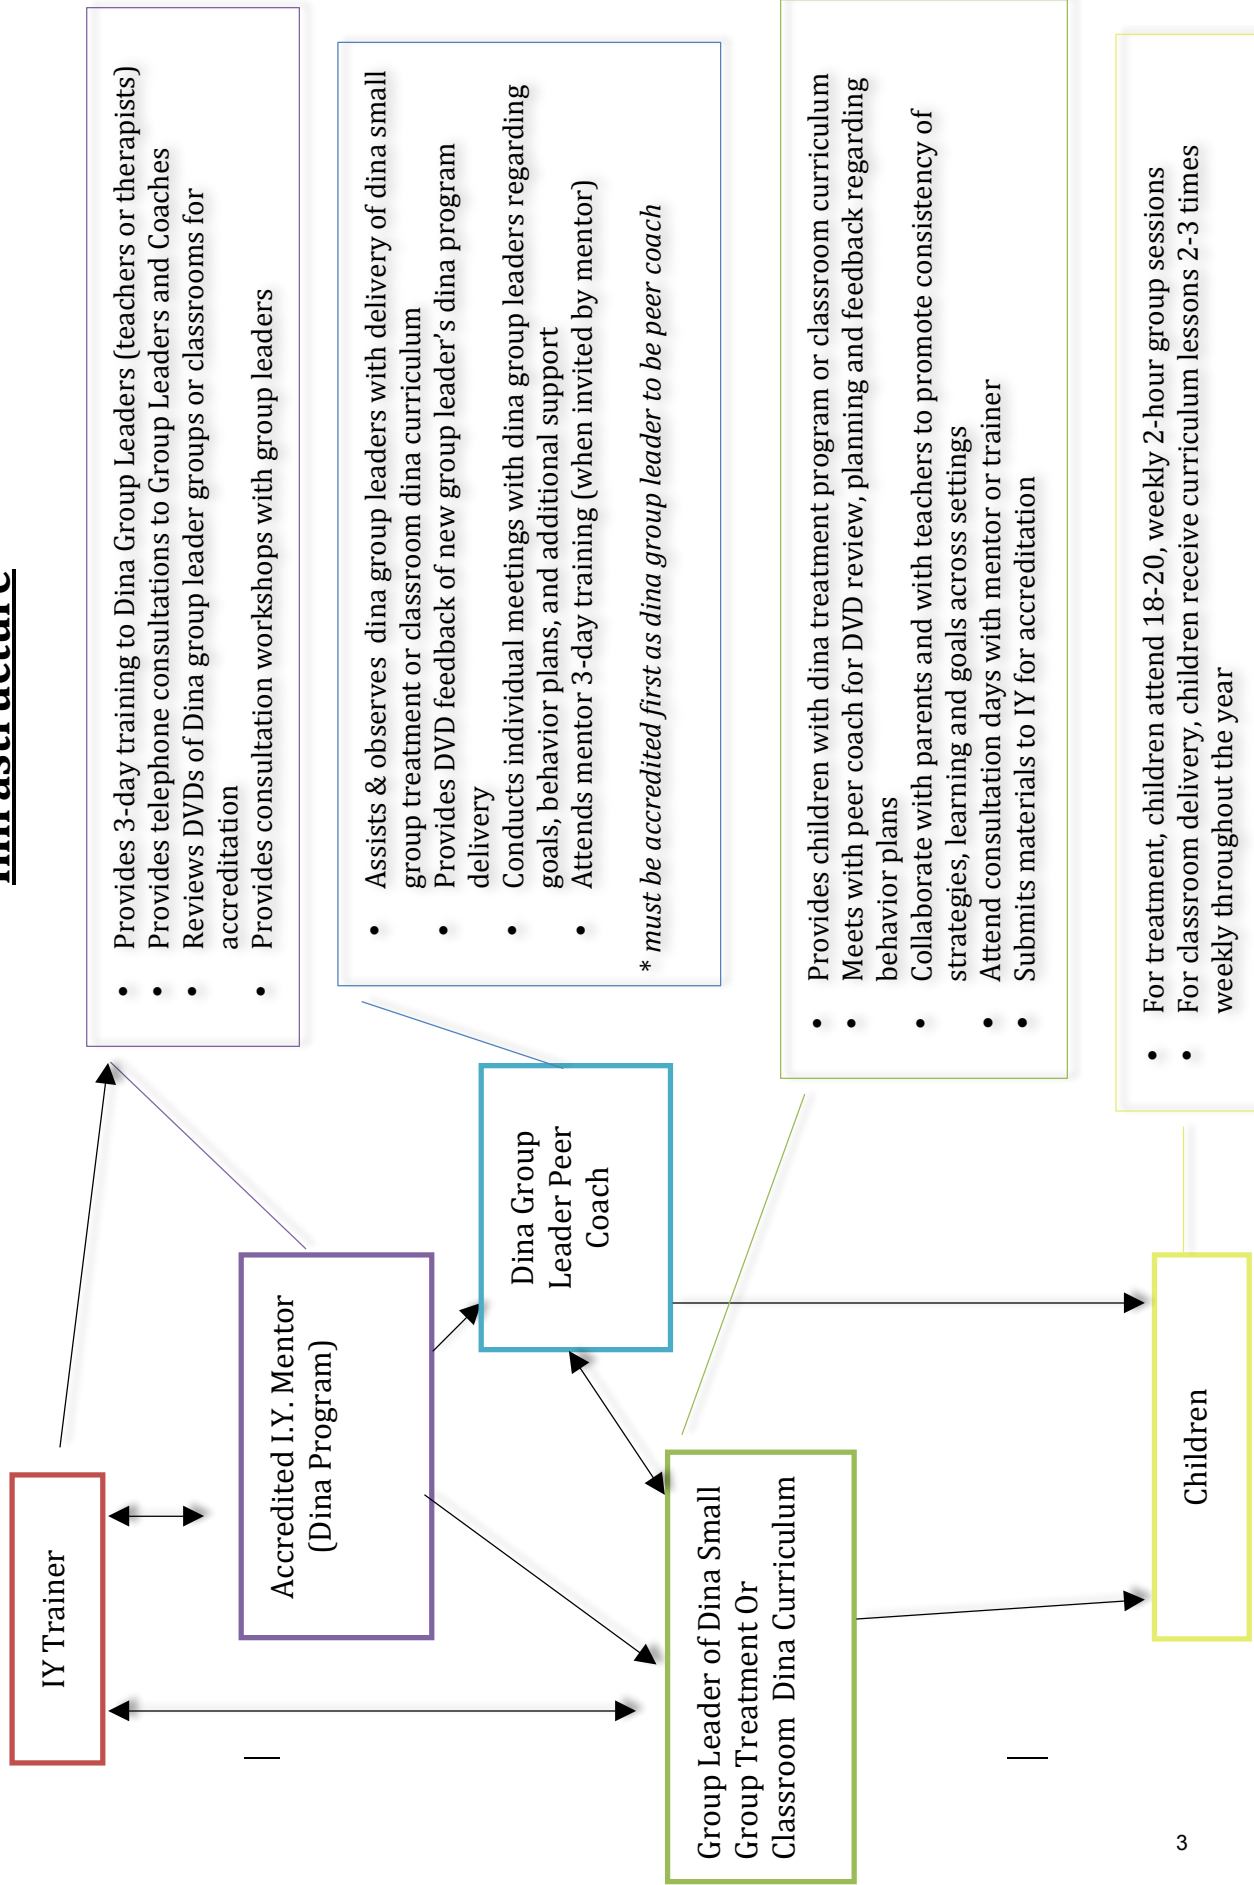 Infrastructure
IY Trainer
Accredited I.Y. Mentor
(Dina Program)
Dina Group
Leader Peer
Coach
Group Leader of Dina Small
Group Treatment Or
Classroom  Dina Curriculum
Children
• Provides 3-day training to Dina Group Leaders (teachers or therapists)
• Provides telephone consultations to Group Leaders and Coaches
• Reviews DVDs of Dina group leader groups or classrooms for
accreditation
• Provides consultation workshops with group leaders
• Assists & observes  dina group leaders with delivery of dina small
group treatment or classroom dina curriculum
• Provides DVD feedback of new group leader's dina program
delivery
• Conducts individual meetings with dina group leaders regarding
goals, behavior plans, and additional support
• Attends mentor 3-day training (when invited by mentor)
* must be accredited first as dina group leader to be peer coach
• Provides children with dina treatment program or classroom curriculum
• Meets with peer coach for DVD review, planning and feedback regarding
behavior plans
• Collaborate with parents and with teachers to promote consistency of
strategies, learning and goals across settings
• Attend consultation days with mentor or trainer
• Submits materials to IY for accreditation
• For treatment, children attend 18-20, weekly 2-hour group sessions
• For classroom delivery, children receive curriculum lessons 2-3 times
weekly throughout the year
3